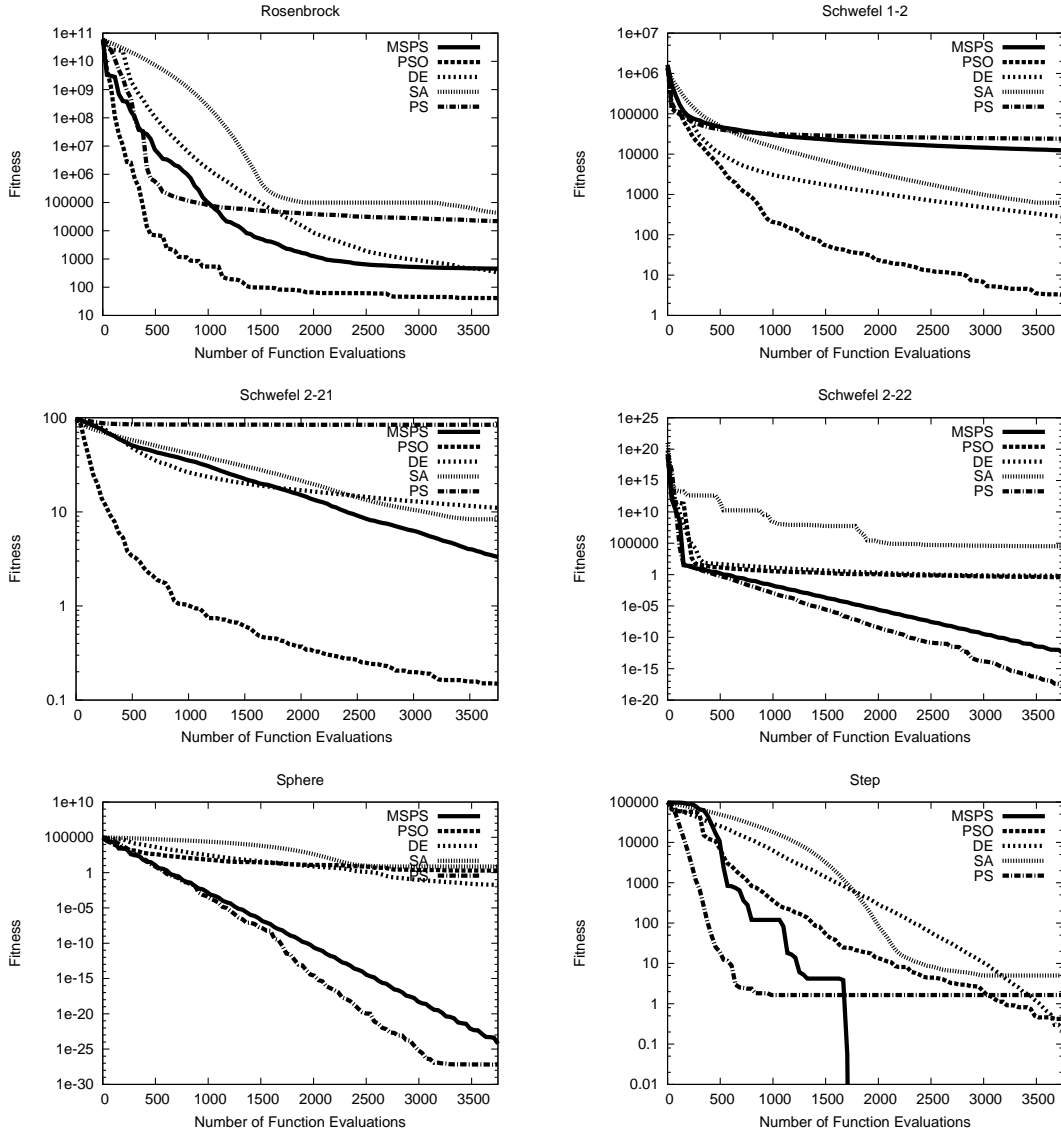 Rosenbrock
1e+11
1e+10
1e+09
1e+08
1e+07
1e+06
100000
10000
1000
100
10
Fitness
MSPS
PSO
DE
SA
PS
0 500 1000 1500 2000 2500 3000 3500
Number of Function Evaluations
Schwefel 1-2
1e+07
1e+06
100000
10000
1000
100
10
1
Fitness
MSPS
PSO
DE
SA
PS
0 500 1000 1500 2000 2500 3000 3500
Number of Function Evaluations
Schwefel 2-21
100
10
1
0.1
Fitness
MSPS
PSO
DE
SA
PS
0 500 1000 1500 2000 2500 3000 3500
Number of Function Evaluations
Schwefel 2-22
1e+25
1e+20
1e+15
1e+10
100000
1
1e-05
1e-10
1e-15
1e-20
Fitness
MSPS
PSO
DE
SA
PS
0 500 1000 1500 2000 2500 3000 3500
Number of Function Evaluations
Sphere
1e+10
100000
1
1e-05
1e-10
1e-15
1e-20
1e-25
1e-30
Fitness
MSPS
PSO
DE
SA
PS
0 500 1000 1500 2000 2500 3000 3500
Number of Function Evaluations
Step
100000
10000
1000
100
10
1
0.1
0.01
Fitness
MSPS
PSO
DE
SA
PS
0 500 1000 1500 2000 2500 3000 3500
Number of Function Evaluations